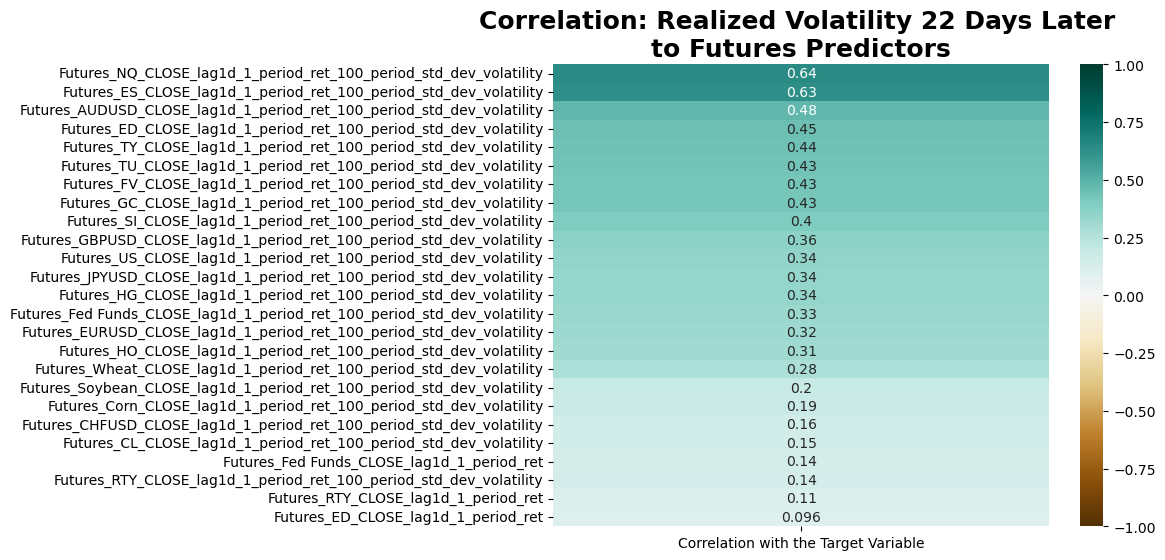 Correlation: Realized Volatility 22 Days Later
to Futures Predictors
Futures_NQ_CLOSE_lag1d_1_period_ret_100_period_std_dev_volatility 0.64
Futures_ES_CLOSE_lag1d_1_period_ret_100_period_std_dev_volatility 0.63
Futures_AUDUSD_CLOSE_lag1d_1_period_ret_100_period_std_dev_volatility 0.48
Futures_ED_CLOSE_lag1d_1_period_ret_100_period_std_dev_volatility 0.45
Futures_TY_CLOSE_lag1d_1_period_ret_100_period_std_dev_volatility 0.44
Futures_TU_CLOSE_lag1d_1_period_ret_100_period_std_dev_volatility 0.43
Futures_FV_CLOSE_lag1d_1_period_ret_100_period_std_dev_volatility 0.43
Futures_GC_CLOSE_lag1d_1_period_ret_100_period_std_dev_volatility 0.43
Futures_SI_CLOSE_lag1d_1_period_ret_100_period_std_dev_volatility 0.4
Futures_GBPUSD_CLOSE_lag1d_1_period_ret_100_period_std_dev_volatility 0.36
Futures_US_CLOSE_lag1d_1_period_ret_100_period_std_dev_volatility 0.34
Futures_JPYUSD_CLOSE_lag1d_1_period_ret_100_period_std_dev_volatility 0.34
Futures_HG_CLOSE_lag1d_1_period_ret_100_period_std_dev_volatility 0.34
Futures_Fed Funds_CLOSE_lag1d_1_period_ret_100_period_std_dev_volatility 0.33
Futures_EURUSD_CLOSE_lag1d_1_period_ret_100_period_std_dev_volatility 0.32
Futures_HO_CLOSE_lag1d_1_period_ret_100_period_std_dev_volatility 0.31
Futures_Wheat_CLOSE_lag1d_1_period_ret_100_period_std_dev_volatility 0.28
Futures_Soybean_CLOSE_lag1d_1_period_ret_100_period_std_dev_volatility 0.2
Futures_Corn_CLOSE_lag1d_1_period_ret_100_period_std_dev_volatility 0.19
Futures_CHFUSD_CLOSE_lag1d_1_period_ret_100_period_std_dev_volatility 0.16
Futures_CL_CLOSE_lag1d_1_period_ret_100_period_std_dev_volatility 0.15
Futures_Fed Funds_CLOSE_lag1d_1_period_ret 0.14
Futures_RTY_CLOSE_lag1d_1_period_ret_100_period_std_dev_volatility 0.14
Futures_RTY_CLOSE_lag1d_1_period_ret 0.11
Futures_ED_CLOSE_lag1d_1_period_ret 0.096
Correlation with the Target Variable
1.00
0.75
0.50
0.25
0.00
−0.25
−0.50
−0.75
−1.00